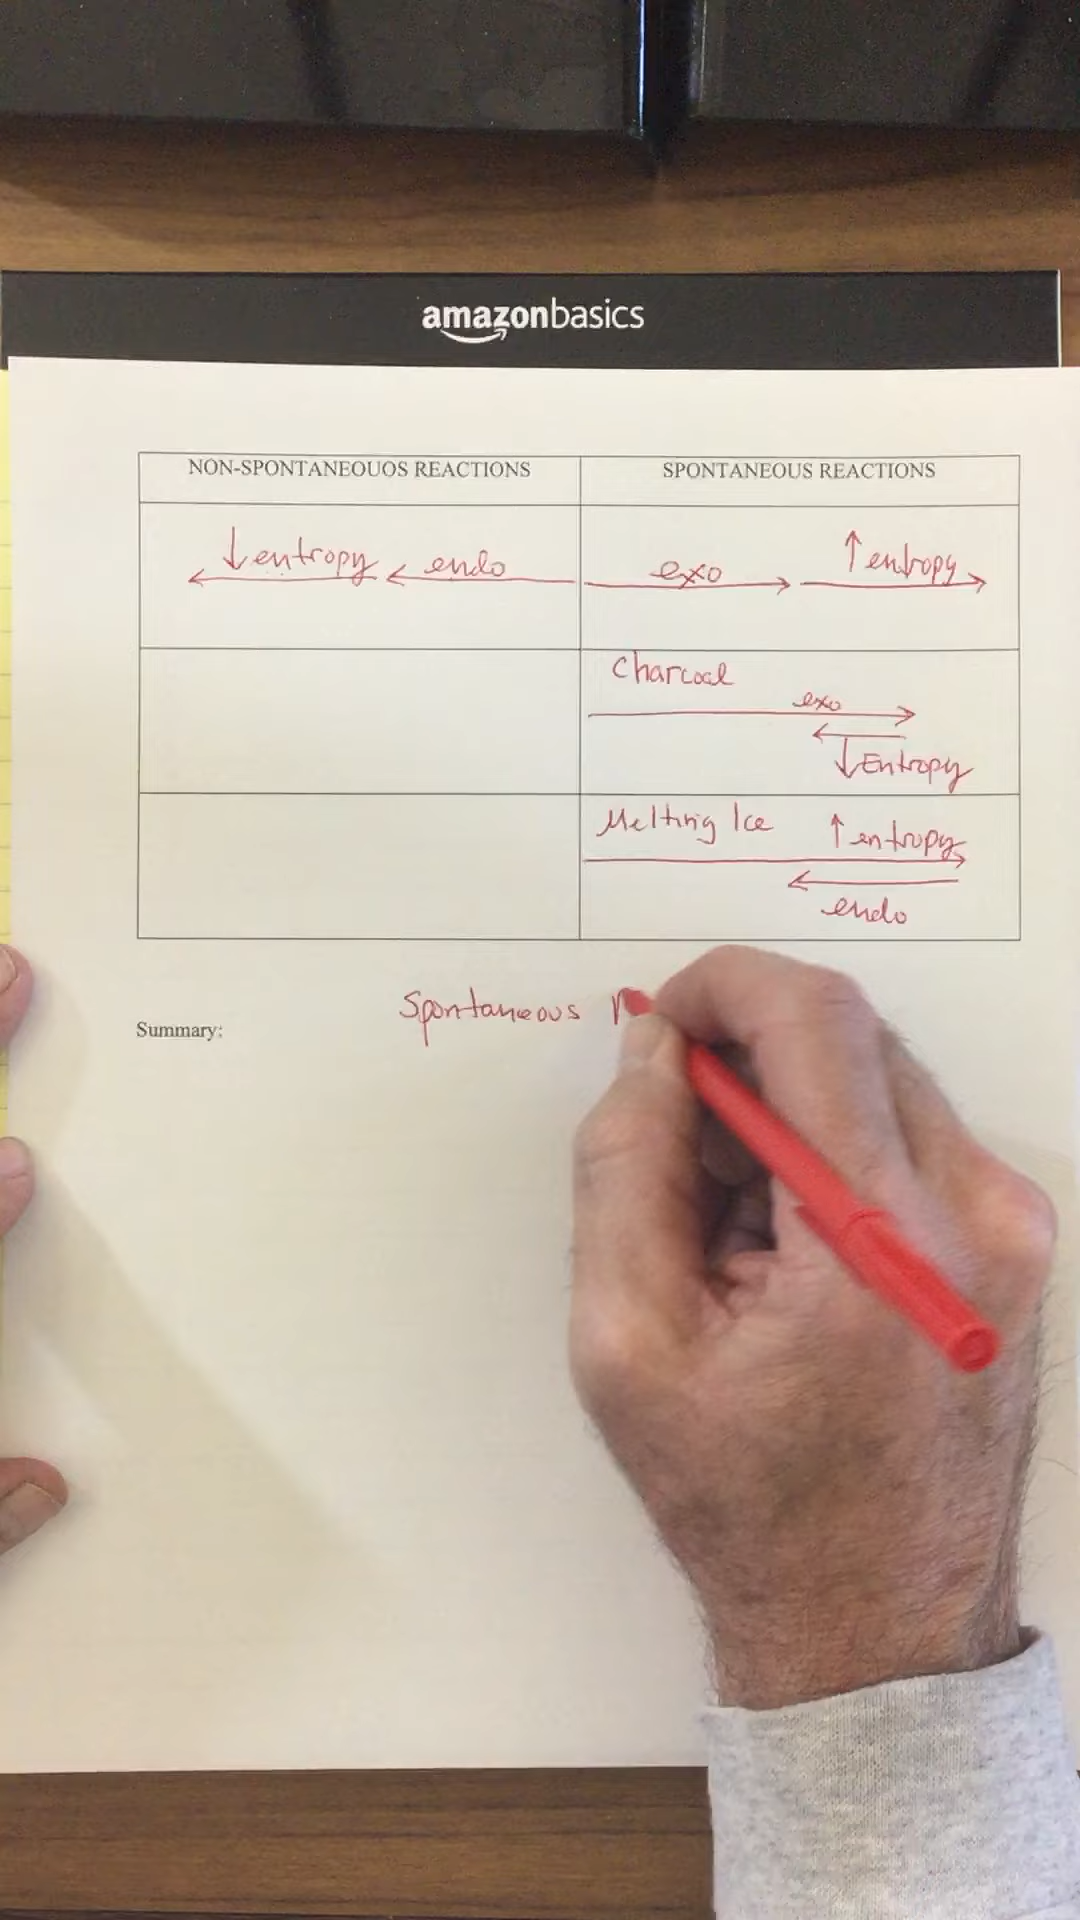 amazonbasics
NON-SPONTANEOUOS REACTIONS
SPONTANEOUS REACTIONS
↓entropy endo
exo ↑entropy
Charcoal
exo
↓Entropy
Melting Ice ↑entropy
endo
Spontaneous
Summary: